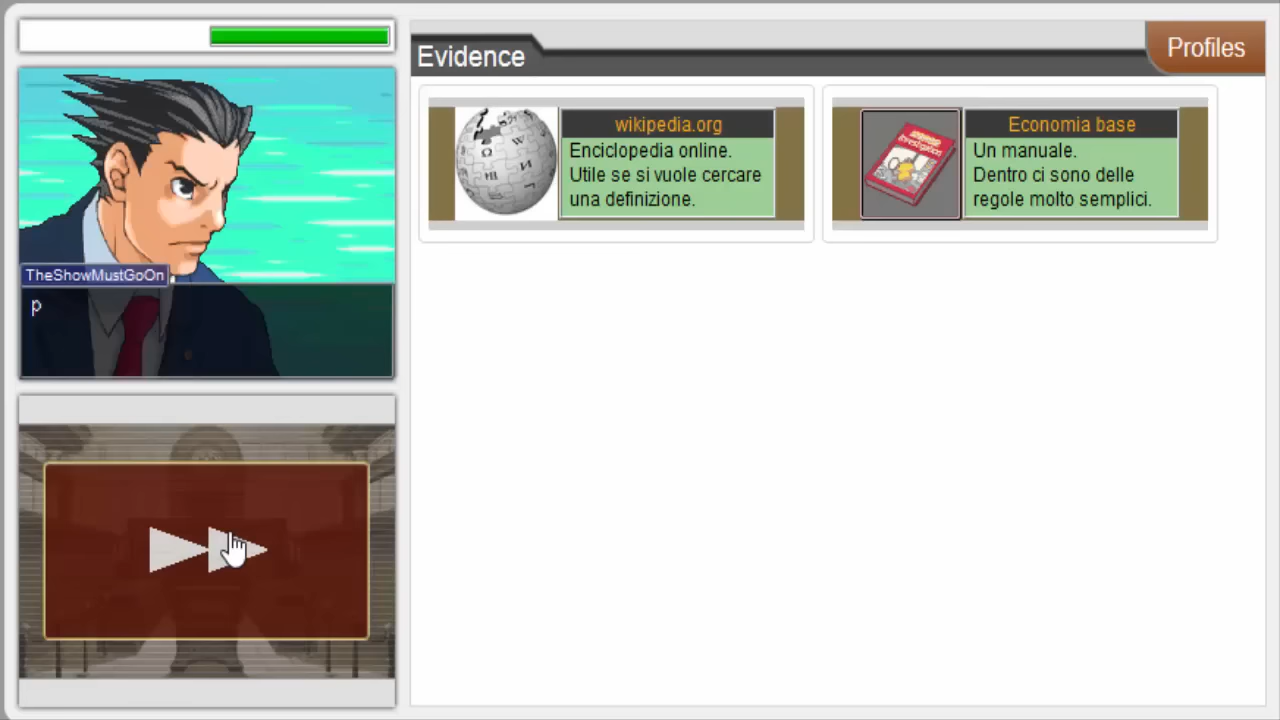 Evidence
Profiles
wikipedia.org
Enciclopedia online.
Utile se si vuole cercare
una definizione.
Economia base
Un manuale.
Dentro ci sono delle
regole molto semplici.
TheShowMustGoOn
p